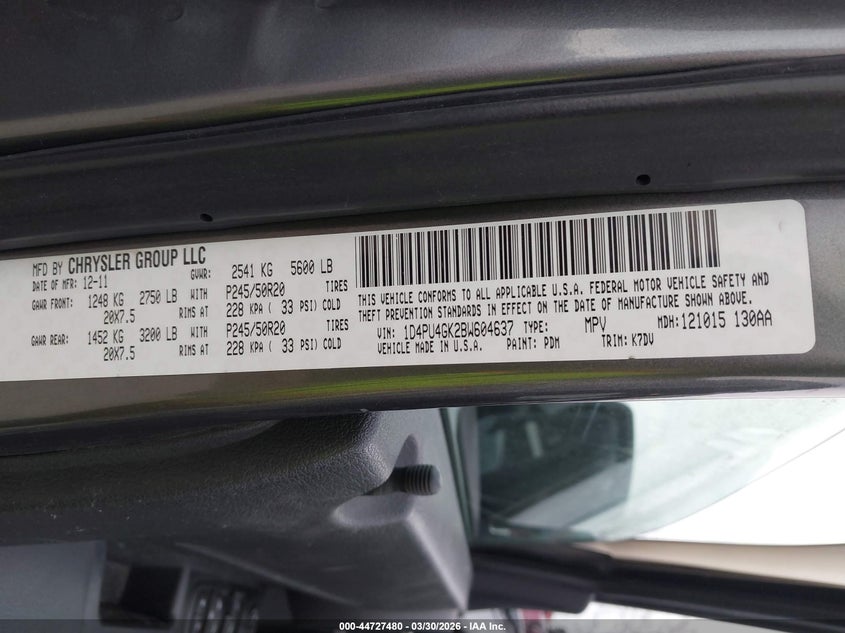 MFD BY CHRYSLER GROUP LLC
DATE OF MFR: 12-11 GVWR: 2541 KG 5600 LB
GAWR FRONT: 1248 KG 2750 LB WITH P245/50R20 TIRES
20X7.5 RIMS AT 228 KPA ( 33 PSI) COLD
GAWR REAR: 1452 KG 3200 LB WITH P245/50R20 TIRES
20X7.5 RIMS AT 228 KPA ( 33 PSI) COLD
THIS VEHICLE CONFORMS TO ALL APPLICABLE U.S.A. FEDERAL MOTOR VEHICLE SAFETY AND
THEFT PREVENTION STANDARDS IN EFFECT ON THE DATE OF MANUFACTURE SHOWN ABOVE.
VIN: 1D4PU4GK2BW604637 TYPE: MPV MDH:121015 130AA
VEHICLE MADE IN U.S.A. PAINT: PDM TRIM: K7DV
000-44727480 - 03/30/2026 - IAA Inc.